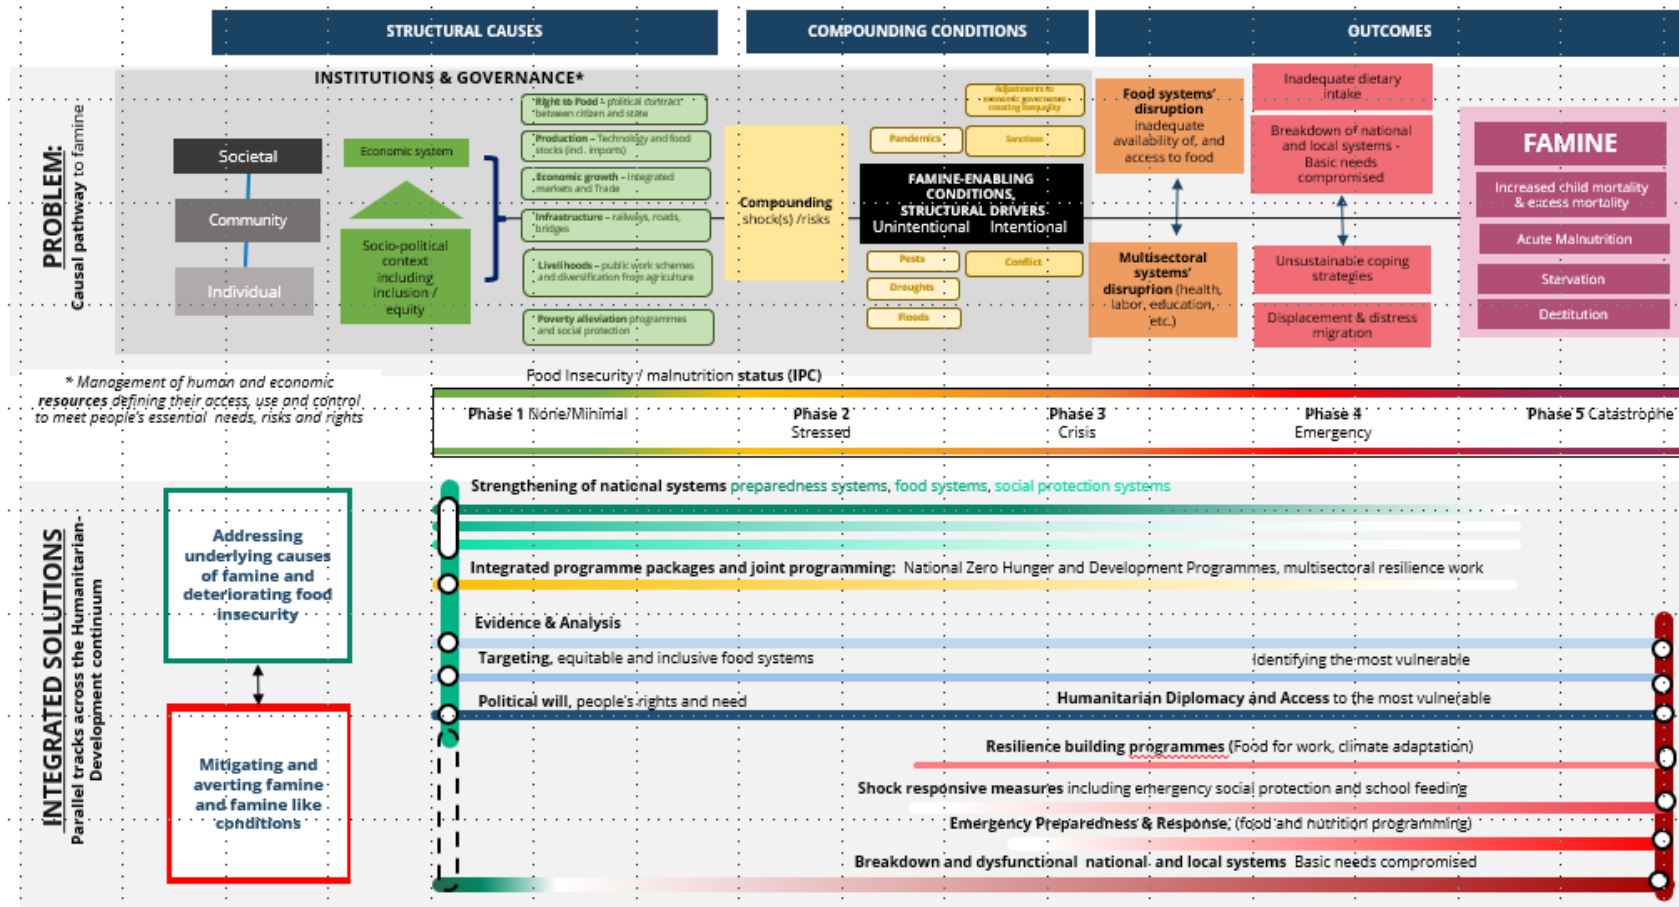 STRUCTURAL CAUSES
COMPOUNDING CONDITIONS
OUTCOMES
PROBLEM:
Causal pathway to famine
INSTITUTIONS & GOVERNANCE*
Societal
Community
Individual
Economic system
Socio-political
context
including
inclusion /
equity
Right to Food – political contract
between citizen and state
Production – Technology and food
stocks (incl. imports)
Economic growth – Integrated
markets and Trade
Infrastructure – railways, roads,
bridges
Livelihoods – public work schemes
and diversification from agriculture
Poverty alleviation programmes
and social protection
Compounding
shock(s) /risks
Adjustments to
economic governance
creating inequality
Pandemics
Sanctions
FAMINE-ENABLING
CONDITIONS,
STRUCTURAL DRIVERS
Unintentional Intentional
Pests
Conflict
Droughts
Floods
Food systems'
disruption
inadequate
availability of, and
access to food
Multisectoral
systems'
disruption (health,
labor, education,
etc.)
Inadequate dietary
intake
Breakdown of national
and local systems -
Basic needs
compromised
Unsustainable coping
strategies
Displacement & distress
migration
FAMINE
Increased child mortality
& excess mortality
Acute Malnutrition
Starvation
Destitution
* Management of human and economic
resources defining their access, use and control
to meet people's essential needs, risks and rights
Food Insecurity / malnutrition status (IPC)
Phase 1 None/Minimal
Phase 2
Stressed
Phase 3
Crisis
Phase 4
Emergency
Phase 5 Catastrophe
INTEGRATED SOLUTIONS
Parallel tracks across the Humanitarian-
Development continuum
Addressing
underlying causes
of famine and
deteriorating food
insecurity
Mitigating and
averting famine
and famine like
conditions
Strengthening of national systems preparedness systems, food systems, social protection systems
Integrated programme packages and joint programming: National Zero Hunger and Development Programmes, multisectoral resilience work
Evidence & Analysis
Targeting, equitable and inclusive food systems
Identifying the most vulnerable
Political will, people's rights and need
Humanitarian Diplomacy and Access to the most vulnerable
Resilience building programmes (Food for work, climate adaptation)
Shock responsive measures including emergency social protection and school feeding
Emergency Preparedness & Response, (food and nutrition programming)
Breakdown and dysfunctional national and local systems Basic needs compromised